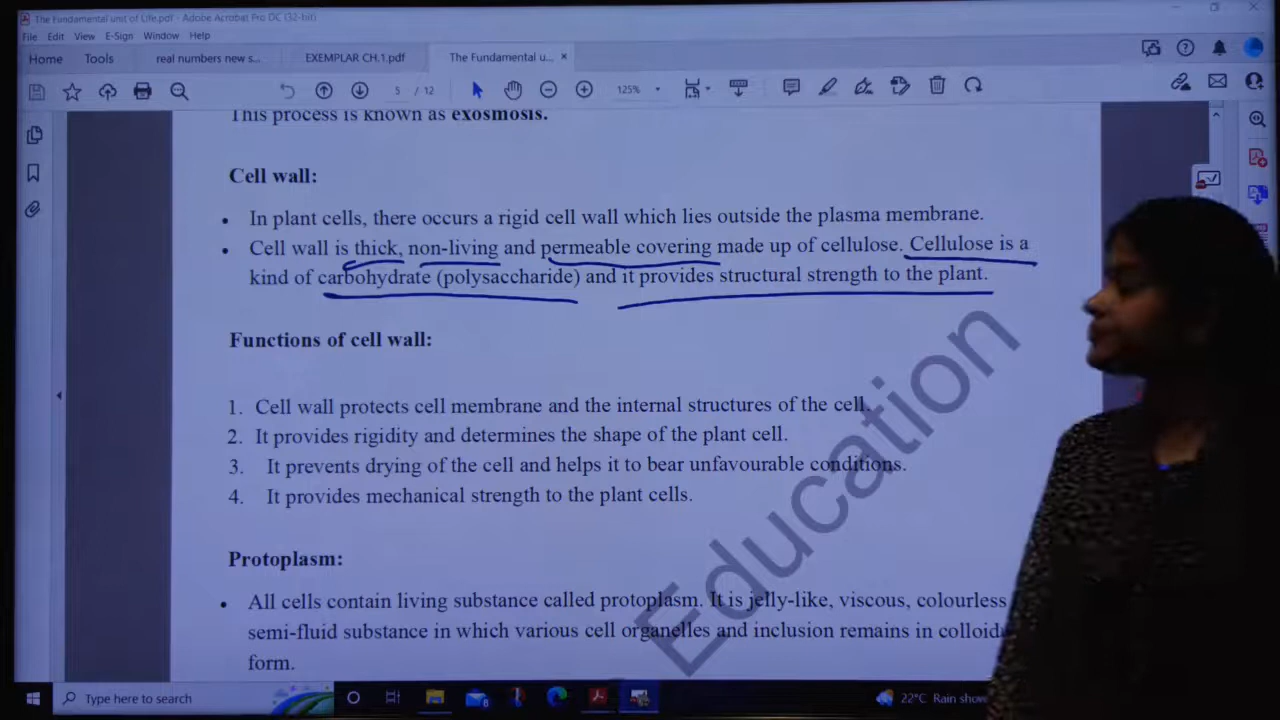 The Fundamental unit of Life.pdf - Adobe Acrobat Pro DC (32-bit)
File Edit View E-Sign Window Help
Home Tools real numbers new s... EXEMPLAR CH.1.pdf The Fundamental u... ×
5 / 12 125%
This process is known as exosmosis.
Cell wall:
• In plant cells, there occurs a rigid cell wall which lies outside the plasma membrane.
• Cell wall is thick, non-living and permeable covering made up of cellulose. Cellulose is a
kind of carbohydrate (polysaccharide) and it provides structural strength to the plant.
Functions of cell wall:
1. Cell wall protects cell membrane and the internal structures of the cell.
2. It provides rigidity and determines the shape of the plant cell.
3. It prevents drying of the cell and helps it to bear unfavourable conditions.
4. It provides mechanical strength to the plant cells.
Protoplasm:
• All cells contain living substance called protoplasm. It is jelly-like, viscous, colourless
semi-fluid substance in which various cell organelles and inclusion remains in
form.
Education
Type here to search
22°C Rain